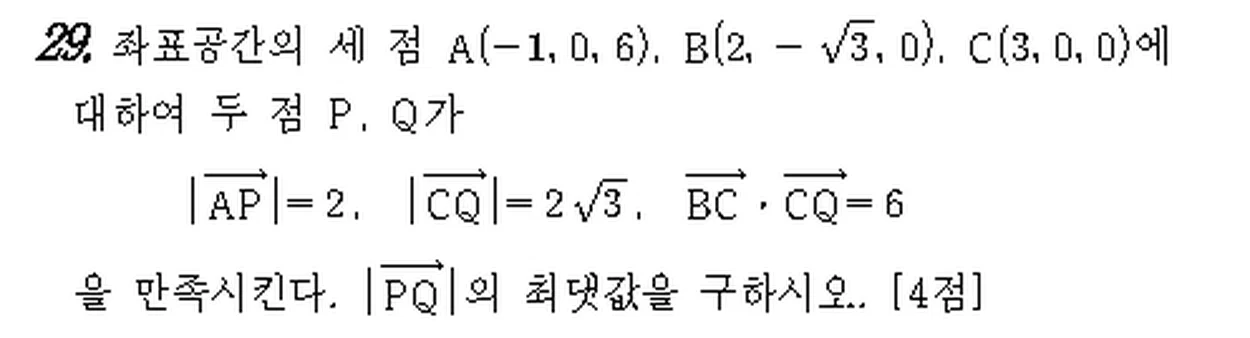 29. 좌표공간의 세 점 A(−1, 0, 6), B(2, −√3, 0), C(3, 0, 0)에
대하여 두 점 P, Q가
|AP⃗|=2, |CQ⃗|=2√3, BC⃗·CQ⃗=6
을 만족시킨다. |PQ⃗|의 최댓값을 구하시오. [4점]